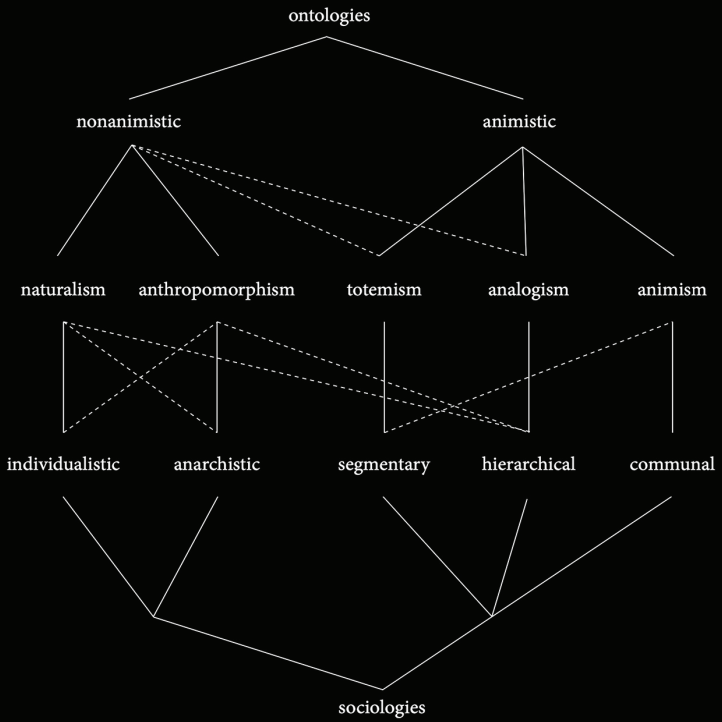 ontologies
nonanimistic animistic
naturalism anthropomorphism totemism analogism animism
individualistic anarchistic segmentary hierarchical communal
sociologies